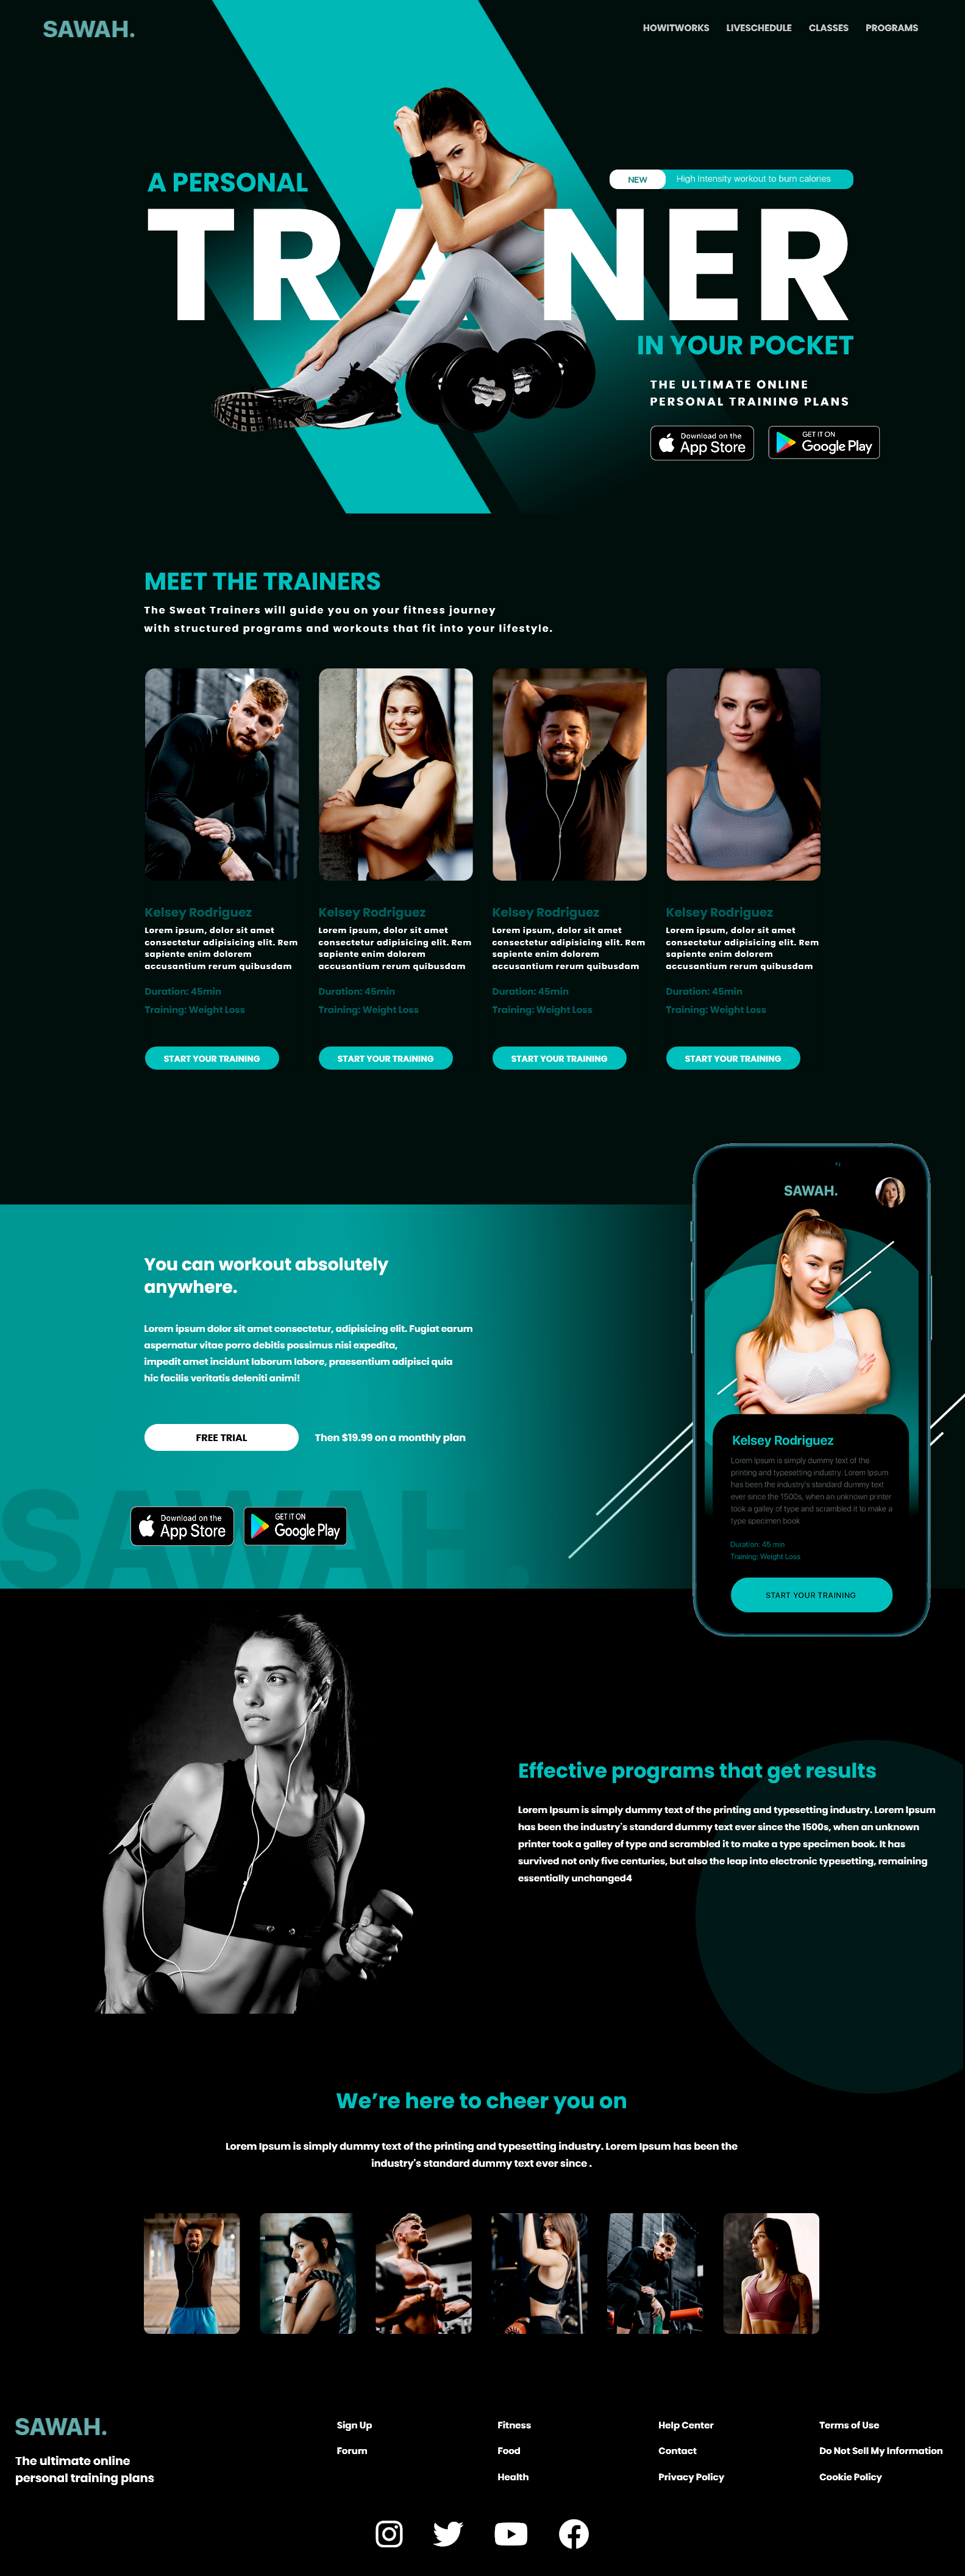 SAWAH.
HOWITWORKS LIVESCHEDULE CLASSES PROGRAMS
A PERSONAL
NEW High Intensity workout to burn calories
TRA NER
IN YOUR POCKET
THE ULTIMATE ONLINE
PERSONAL TRAINING PLANS
Download on the
App Store
GET IT ON
Google Play
MEET THE TRAINERS
The Sweat Trainers will guide you on your fitness journey
with structured programs and workouts that fit into your lifestyle.
Kelsey Rodriguez
Lorem ipsum, dolor sit amet
consectetur adipisicing elit. Rem
sapiente enim dolorem
accusantium rerum quibusdam
Duration: 45min
Training: Weight Loss
START YOUR TRAINING
Kelsey Rodriguez
Lorem ipsum, dolor sit amet
consectetur adipisicing elit. Rem
sapiente enim dolorem
accusantium rerum quibusdam
Duration: 45min
Training: Weight Loss
START YOUR TRAINING
Kelsey Rodriguez
Lorem ipsum, dolor sit amet
consectetur adipisicing elit. Rem
sapiente enim dolorem
accusantium rerum quibusdam
Duration: 45min
Training: Weight Loss
START YOUR TRAINING
Kelsey Rodriguez
Lorem ipsum, dolor sit amet
consectetur adipisicing elit. Rem
sapiente enim dolorem
accusantium rerum quibusdam
Duration: 45min
Training: Weight Loss
START YOUR TRAINING
You can workout absolutely
anywhere.
Lorem ipsum dolor sit amet consectetur, adipisicing elit. Fugiat earum
aspernatur vitae porro debitis possimus nisi expedita,
impedit amet incidunt laborum labore, praesentium adipisci quia
hic facilis veritatis deleniti animi!
FREE TRIAL Then $19.99 on a monthly plan
SAWAH.
Download on the
App Store
GET IT ON
Google Play
SAWAH.
Kelsey Rodriguez
Lorem Ipsum is simply dummy text of the
printing and typesetting industry. Lorem Ipsum
has been the industry's standard dummy text
ever since the 1500s, when an unknown printer
took a galley of type and scrambled it to make a
type specimen book
Duration: 45 min
Training: Weight Loss
START YOUR TRAINING
Effective programs that get results
Lorem Ipsum is simply dummy text of the printing and typesetting industry. Lorem Ipsum
has been the industry's standard dummy text ever since the 1500s, when an unknown
printer took a galley of type and scrambled it to make a type specimen book. It has
survived not only five centuries, but also the leap into electronic typesetting, remaining
essentially unchanged4
We're here to cheer you on
Lorem Ipsum is simply dummy text of the printing and typesetting industry. Lorem Ipsum has been the
industry's standard dummy text ever since .
SAWAH.
The ultimate online
personal training plans
Sign Up
Forum
Fitness
Food
Health
Help Center
Contact
Privacy Policy
Terms of Use
Do Not Sell My Information
Cookie Policy